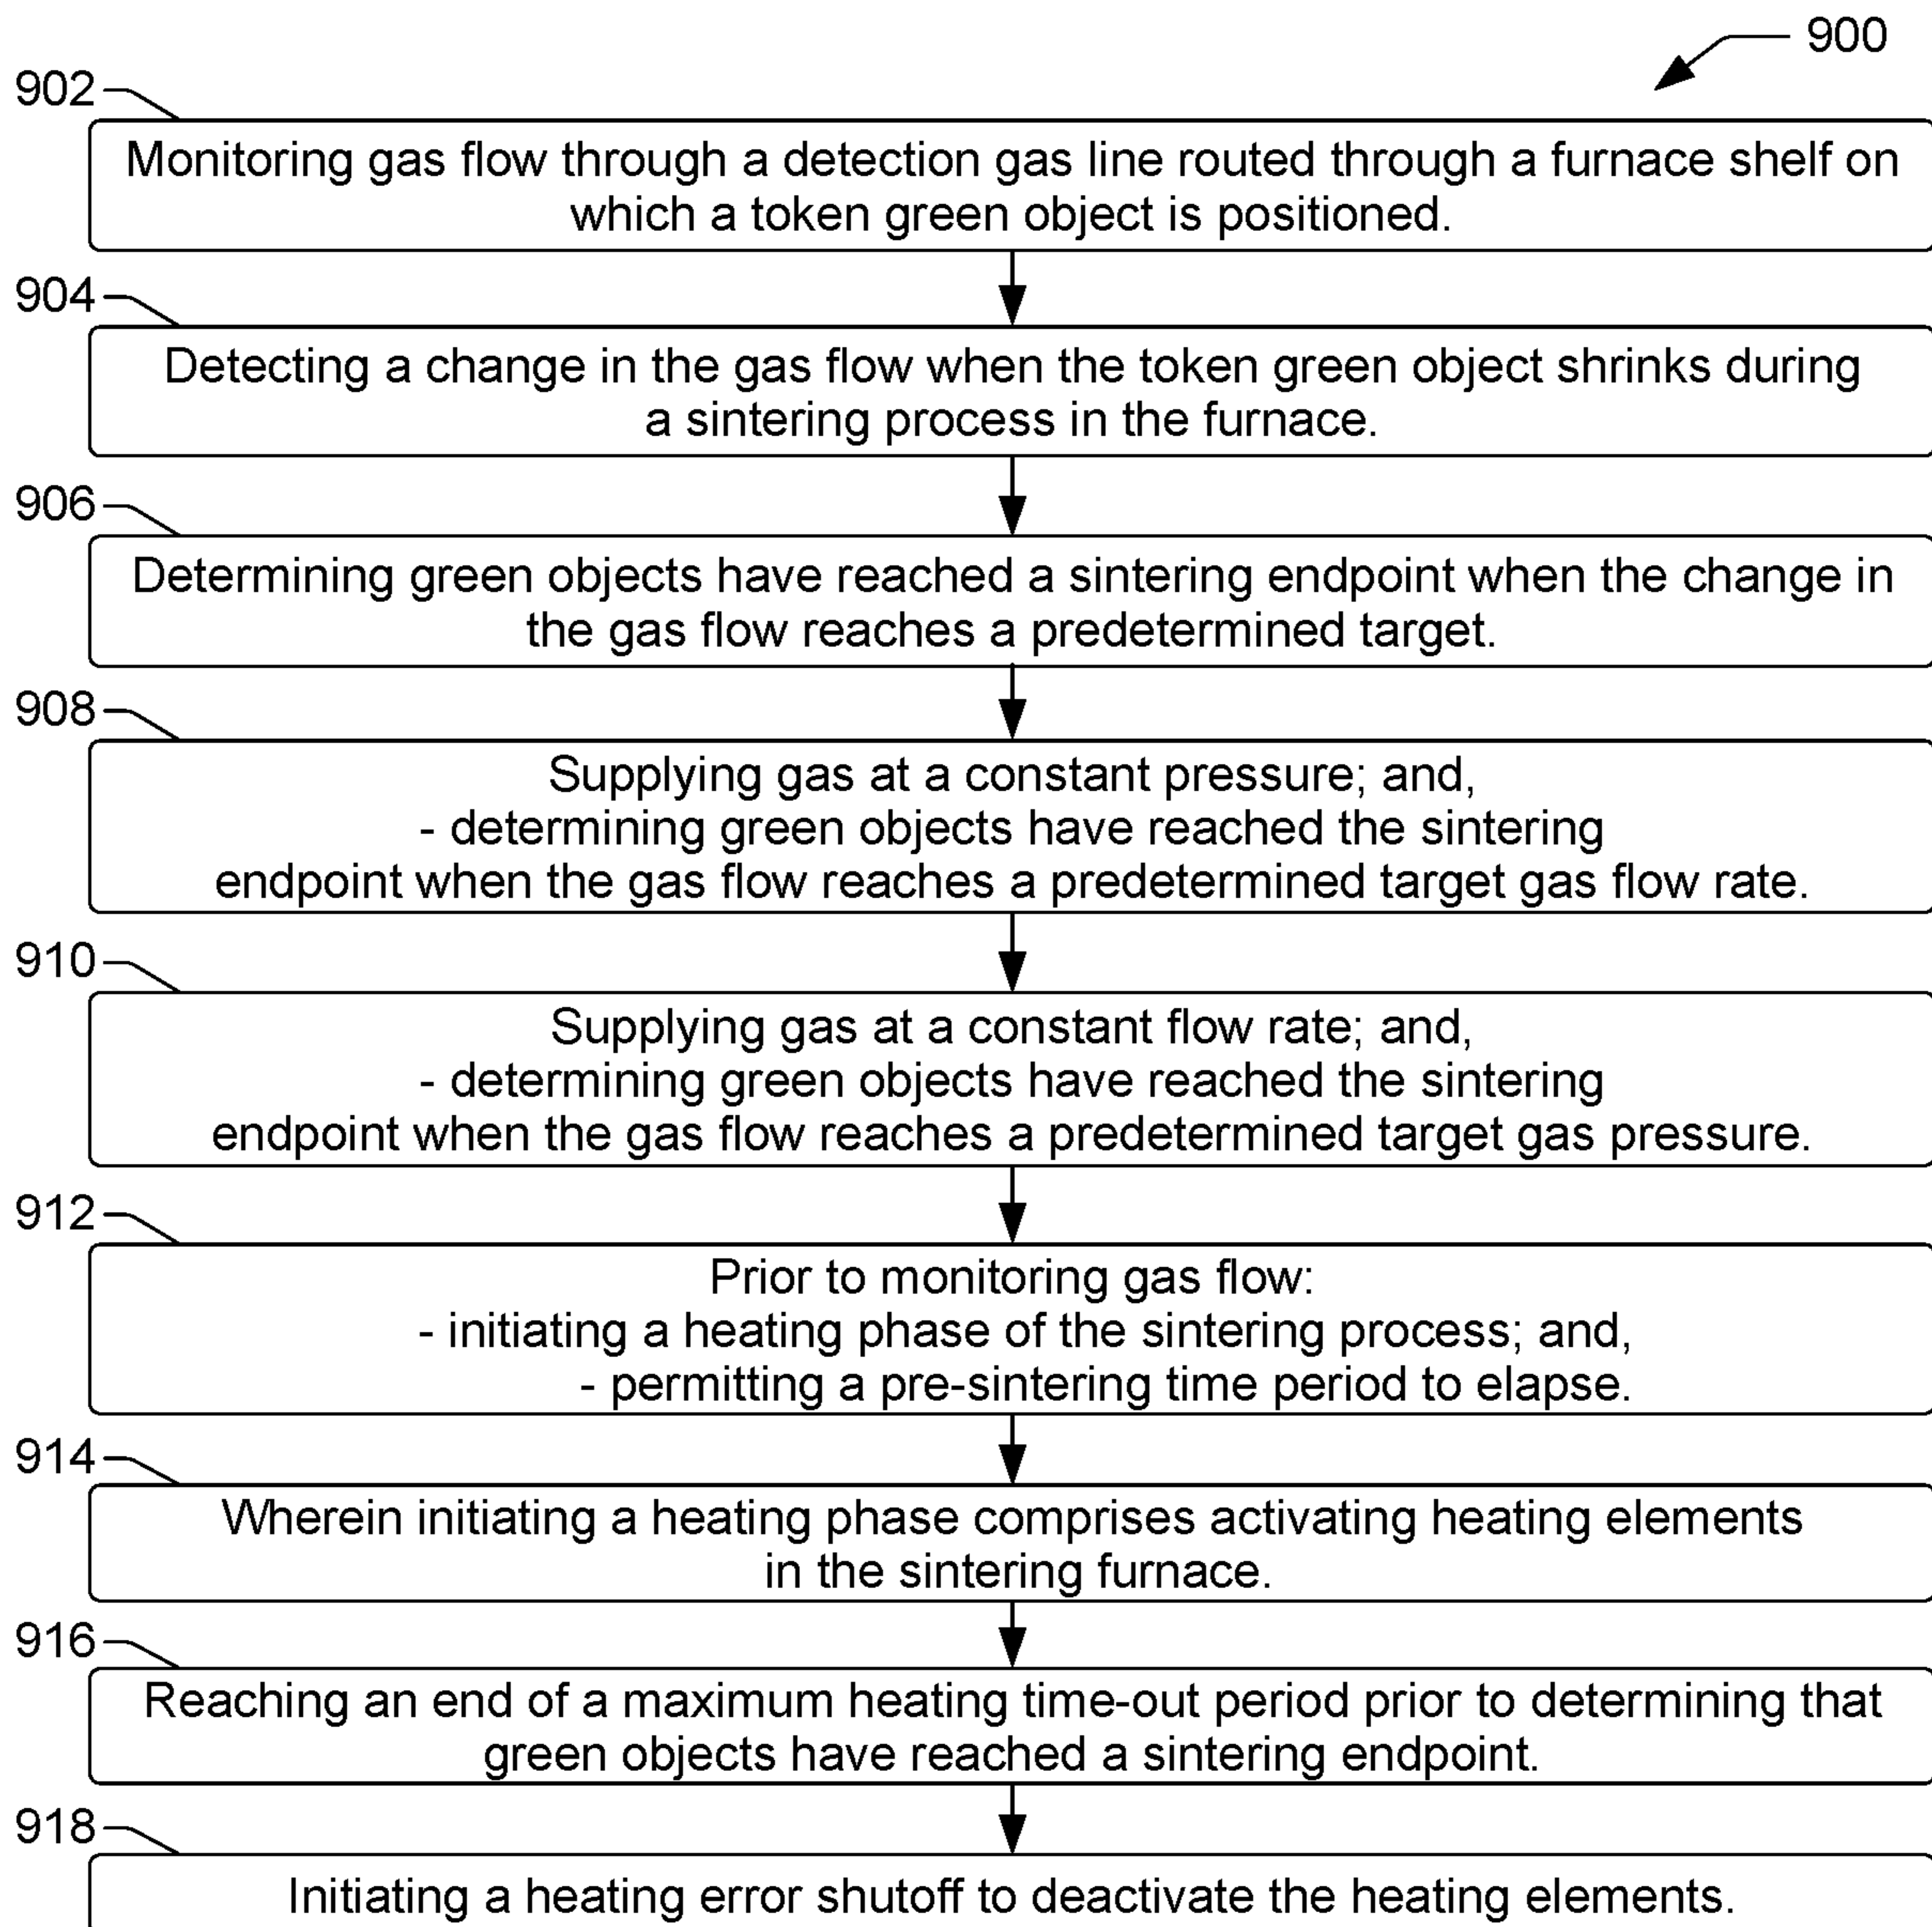 900
902
Monitoring gas flow through a detection gas line routed through a furnace shelf on
which a token green object is positioned.
904
Detecting a change in the gas flow when the token green object shrinks during
a sintering process in the furnace.
906
Determining green objects have reached a sintering endpoint when the change in
the gas flow reaches a predetermined target.
908
Supplying gas at a constant pressure; and,
- determining green objects have reached the sintering
endpoint when the gas flow reaches a predetermined target gas flow rate.
910
Supplying gas at a constant flow rate; and,
- determining green objects have reached the sintering
endpoint when the gas flow reaches a predetermined target gas pressure.
912
Prior to monitoring gas flow:
- initiating a heating phase of the sintering process; and,
- permitting a pre-sintering time period to elapse.
914
Wherein initiating a heating phase comprises activating heating elements
in the sintering furnace.
916
Reaching an end of a maximum heating time-out period prior to determining that
green objects have reached a sintering endpoint.
918
Initiating a heating error shutoff to deactivate the heating elements.